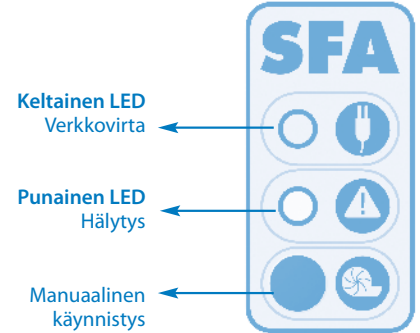 SFA
Keltainen LED
Verkkovirta
Punainen LED
Hälytys
Manuaalinen
käynnistys